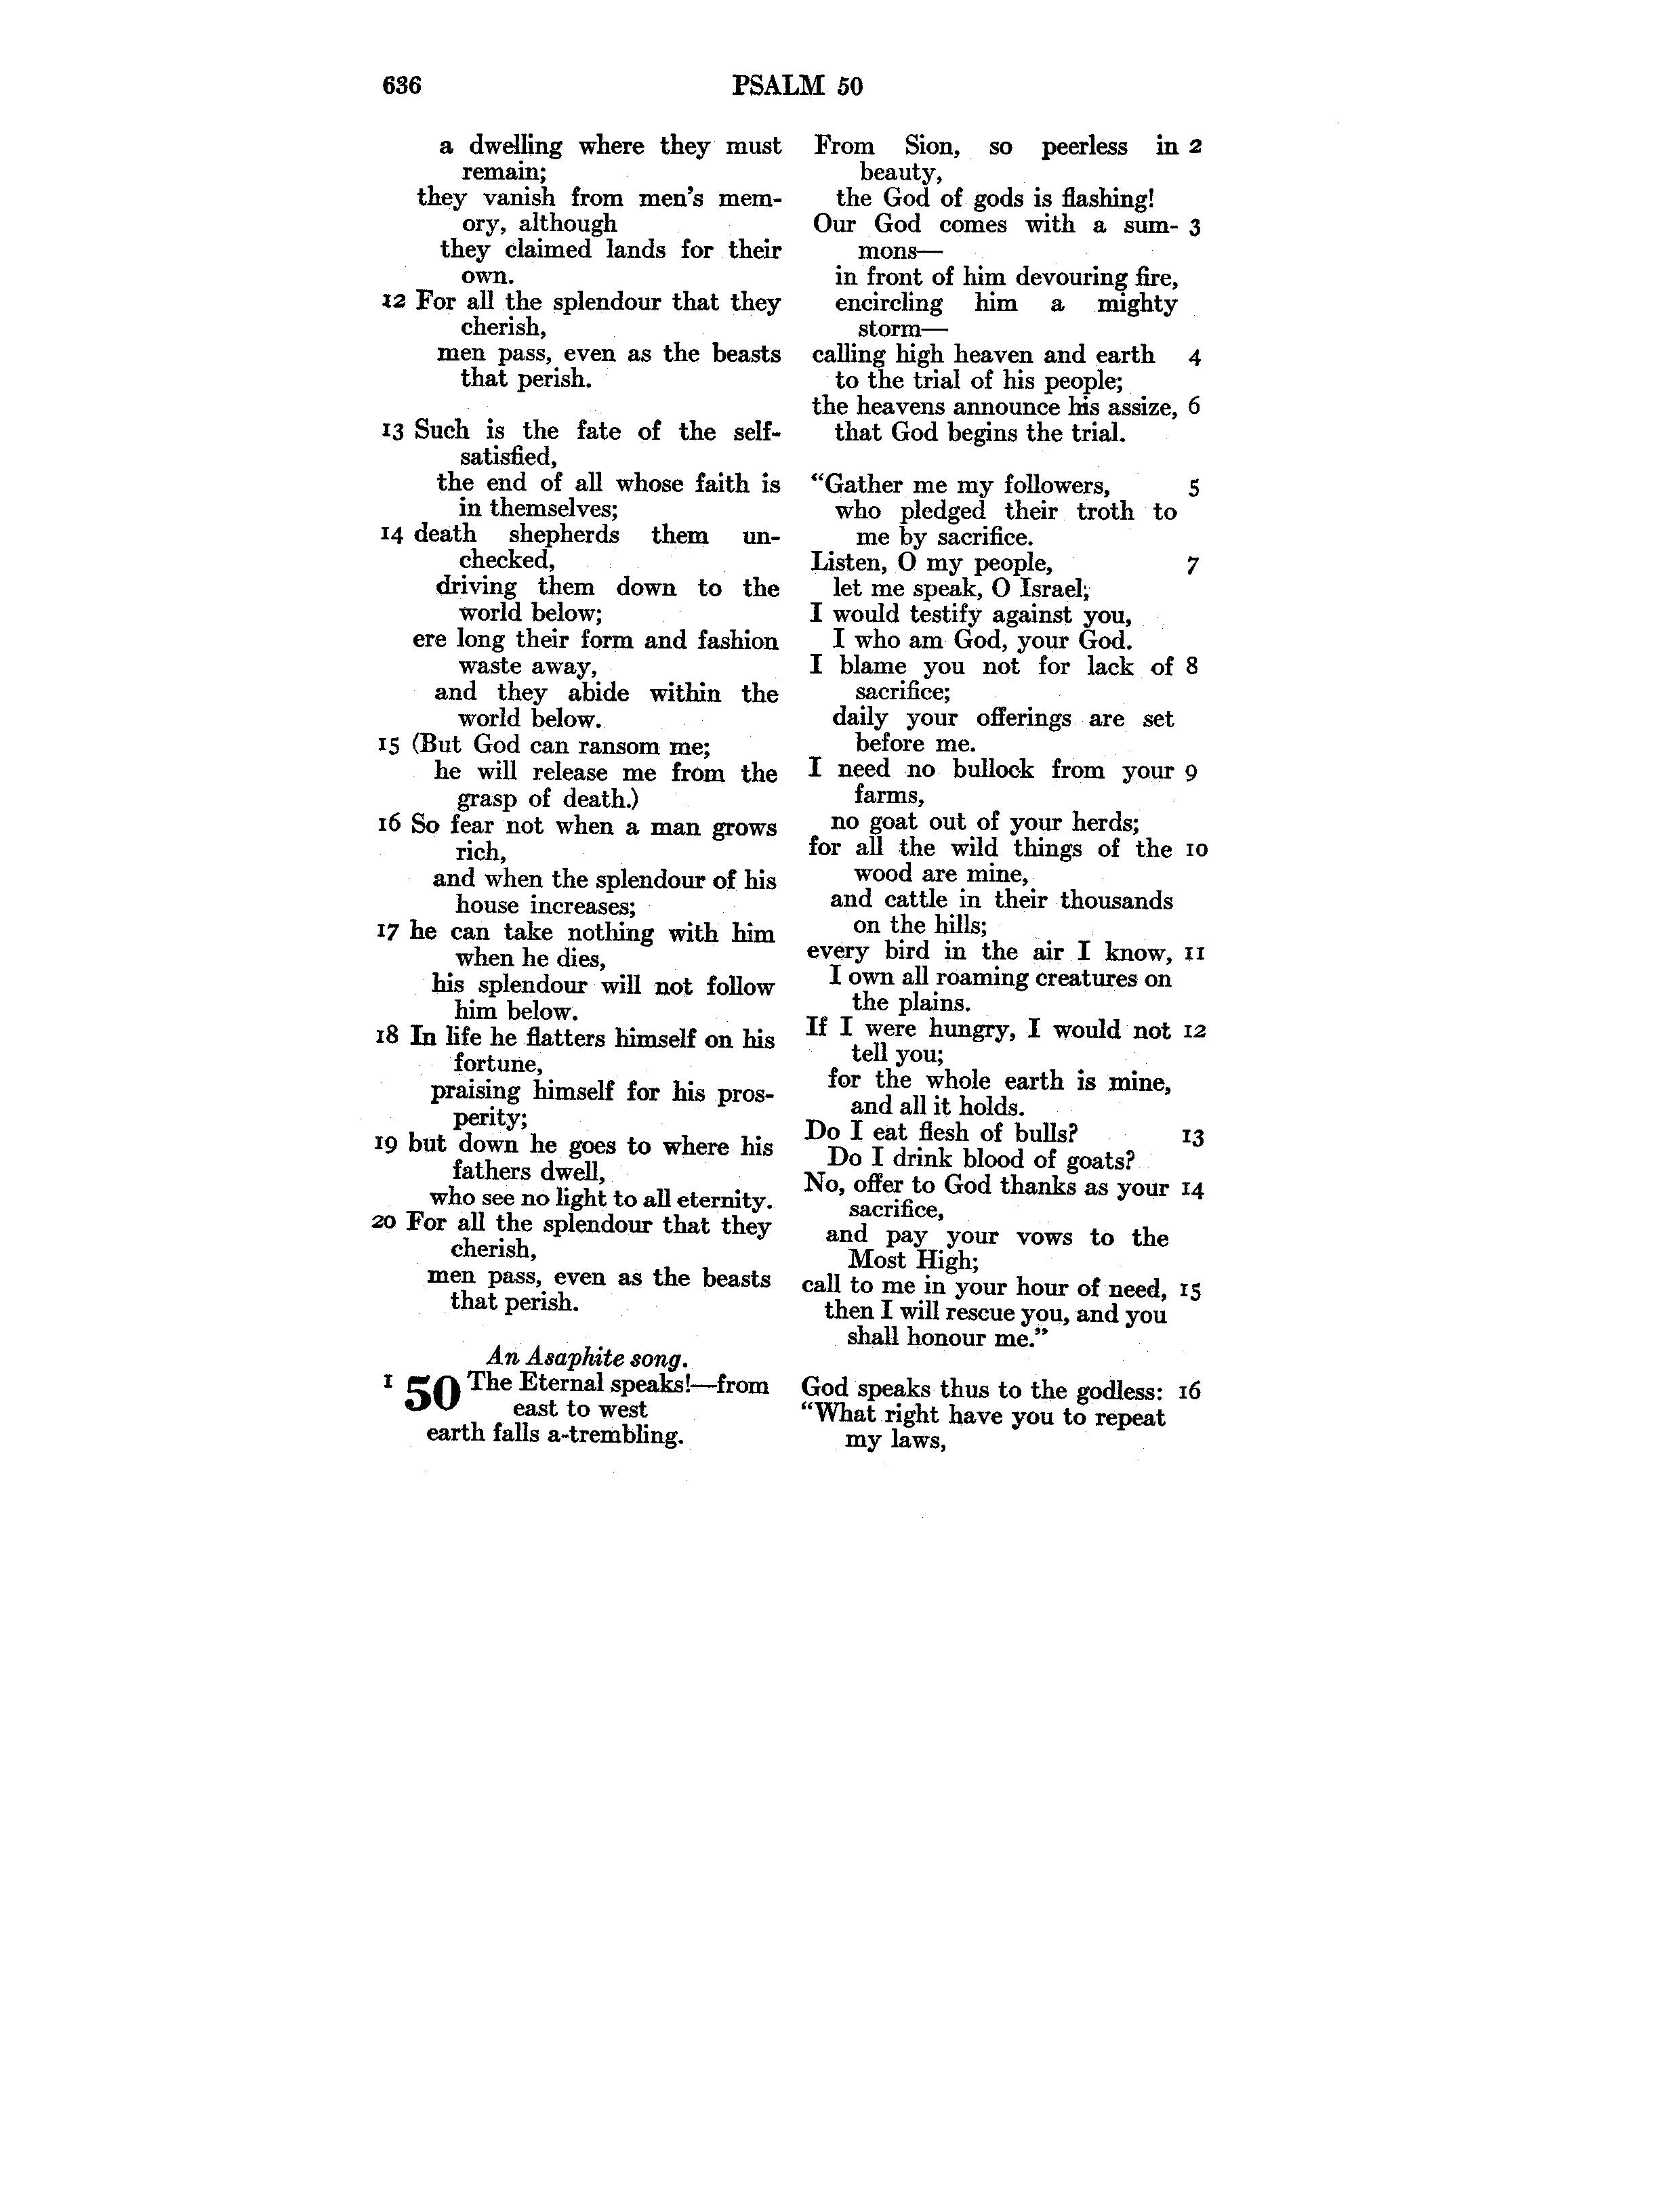 636 PSALM 50
a dwelling where they must
remain;
they vanish from men's mem-
ory, although
they claimed lands for their
own.
12 For all the splendour that they
cherish,
men pass, even as the beasts
that perish.
13 Such is the fate of the self-
satisfied,
the end of all whose faith is
in themselves;
14 death shepherds them un-
checked,
driving them down to the
world below;
ere long their form and fashion
waste away,
and they abide within the
world below.
15 (But God can ransom me;
he will release me from the
grasp of death.)
16 So fear not when a man grows
rich,
and when the splendour of his
house increases;
17 he can take nothing with him
when he dies,
his splendour will not follow
him below.
18 In life he flatters himself on his
fortune,
praising himself for his pros-
perity;
19 but down he goes to where his
fathers dwell,
who see no light to all eternity.
20 For all the splendour that they
cherish,
men pass, even as the beasts
that perish.
An Asaphite song.
1 50 The Eternal speaks!—from
east to west
earth falls a-trembling.
From Sion, so peerless in 2
beauty,
the God of gods is flashing!
Our God comes with a sum- 3
mons—
in front of him devouring fire,
encircling him a mighty
storm—
calling high heaven and earth 4
to the trial of his people;
the heavens announce his assize, 6
that God begins the trial.
"Gather me my followers, 5
who pledged their troth to
me by sacrifice.
Listen, O my people, 7
let me speak, O Israel;
I would testify against you,
I who am God, your God.
I blame you not for lack of 8
sacrifice;
daily your offerings are set
before me.
I need no bullock from your 9
farms,
no goat out of your herds;
for all the wild things of the 10
wood are mine,
and cattle in their thousands
on the hills;
every bird in the air I know, 11
I own all roaming creatures on
the plains.
If I were hungry, I would not 12
tell you;
for the whole earth is mine,
and all it holds.
Do I eat flesh of bulls? 13
Do I drink blood of goats?
No, offer to God thanks as your 14
sacrifice,
and pay your vows to the
Most High;
call to me in your hour of need, 15
then I will rescue you, and you
shall honour me."
God speaks thus to the godless: 16
"What right have you to repeat
my laws,